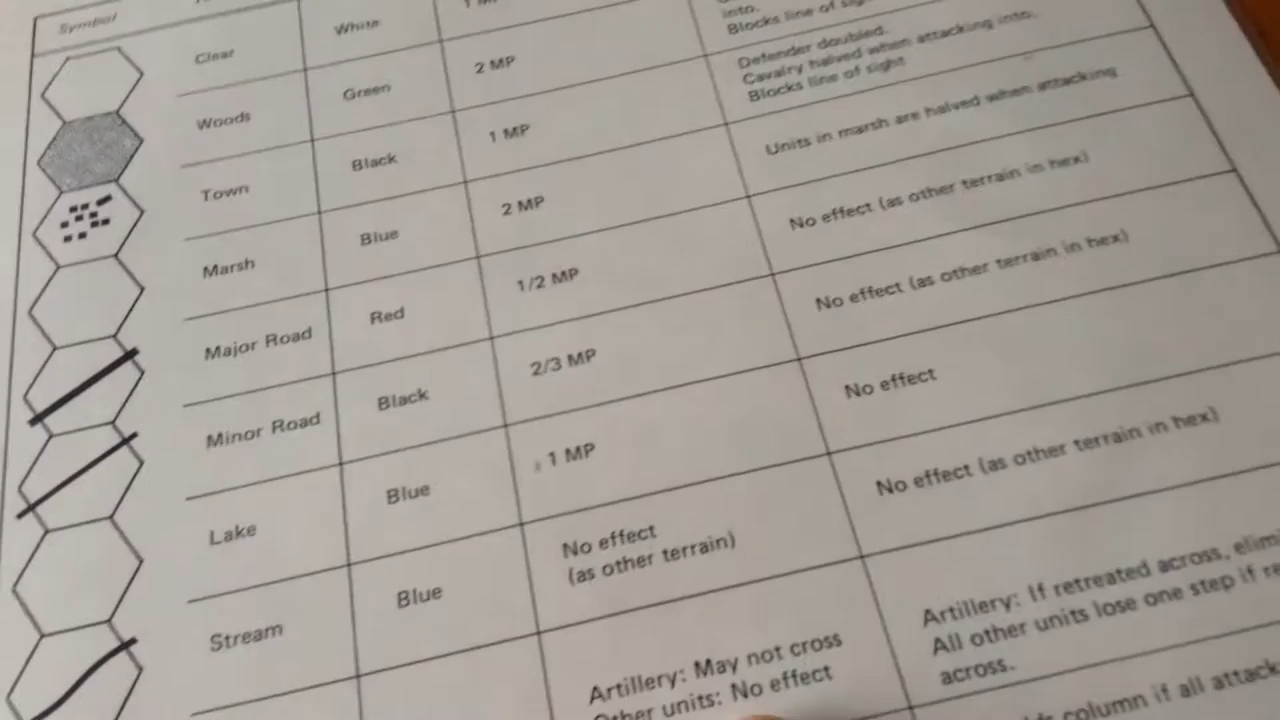 Symbol
Clear
White
1 MP
Woods
Green
2 MP
into.
Blocks line of sight
Town
Black
1 MP
Defender doubled.
Cavalry halved when attacking into.
Blocks line of sight
Marsh
Blue
2 MP
Units in marsh are halved when attacking
Major Road
Red
1/2 MP
No effect (as other terrain in hex)
Minor Road
Black
2/3 MP
No effect (as other terrain in hex)
Lake
Blue
1 MP
No effect
Stream
Blue
No effect
(as other terrain)
No effect (as other terrain in hex)
Artillery: May not cross
Other units: No effect
Artillery: If retreated across, elim
All other units lose one step if re
across.
column if all attack